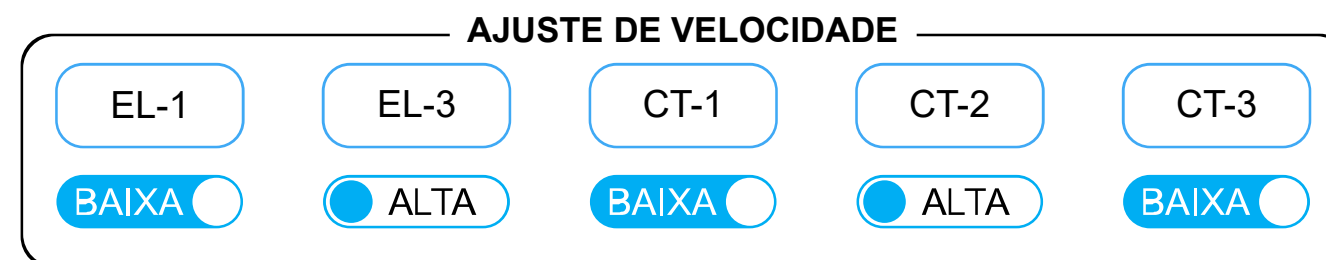 AJUSTE DE VELOCIDADE
EL-1 EL-3 CT-1 CT-2 CT-3
BAIXA ALTA BAIXA ALTA BAIXA